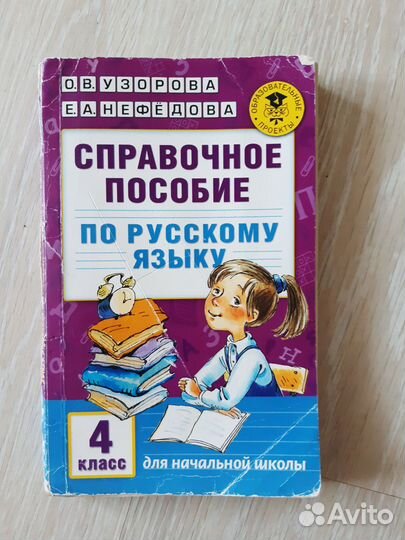 О.В. УЗОРОВА
Е.А. НЕФЁДОВА
ОБРАЗОВАТЕЛЬНЫЕ
ПРОЕКТЫ
СПРАВОЧНОЕ
ПОСОБИЕ
ПО РУССКОМУ
ЯЗЫКУ
4
класс
для начальной школы
Avito